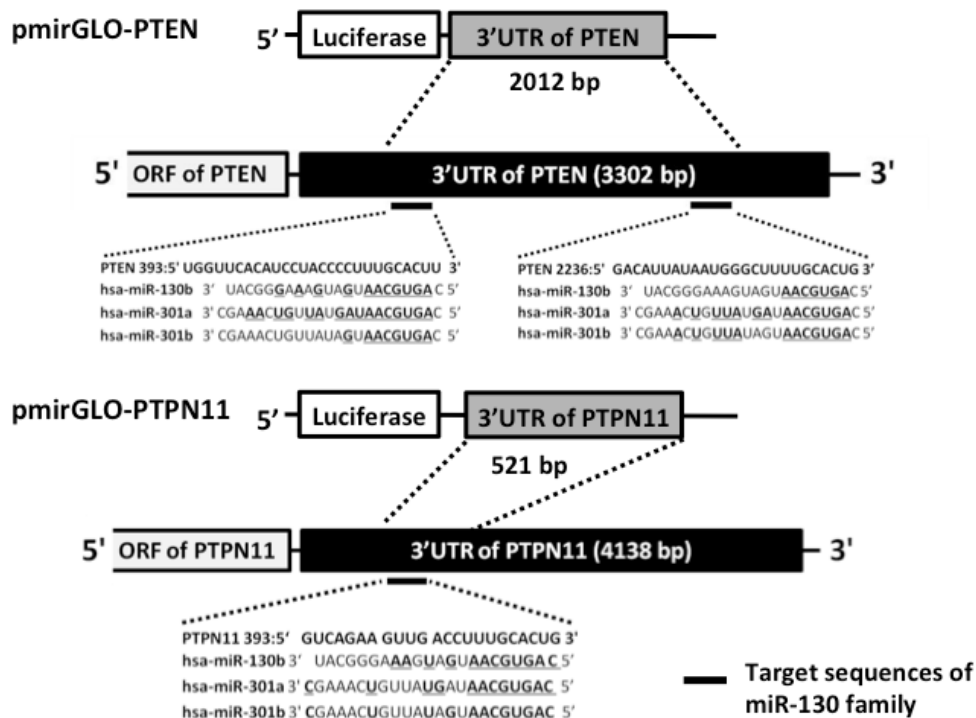 pmirGLO-PTEN
5’ Luciferase 3’UTR of PTEN
2012 bp
5' ORF of PTEN 3’UTR of PTEN (3302 bp) 3'
PTEN 393:5’ UGGUUCACAUCCUACCCCUUUGCACUU 3’
hsa-miR-130b 3’ UACGGGAAAGUAGUAACGUGAC 5’
hsa-miR-301a 3’ CGAAACUGUUAUGAUAACGUGAC 5’
hsa-miR-301b 3’ CGAAACUGUUAUAGUAACGUGAC 5’
PTEN 2236:5’ GACAUUAUAAUGGGCUUUUGCACUG 3’
hsa-miR-130b 3’ UACGGGAAAGUAGUAACGUGAC 5’
hsa-miR-301a 3’ CGAAACUGUUAUGAUAACGUGAC 5’
hsa-miR-301b 3’ CGAAACUGUUAUAGUAACGUGAC 5’
pmirGLO-PTPN11
5’ Luciferase 3’UTR of PTPN11
521 bp
5' ORF of PTPN11 3’UTR of PTPN11 (4138 bp) 3'
PTPN11 393:5’ GUCAGAA GUUG ACCUUUGCACUG 3’
hsa-miR-130b 3’ UACGGGAAAGUAGUAACGUGAC 5’
hsa-miR-301a 3’ CGAAACUGUUAUGAUAACGUGAC 5’
hsa-miR-301b 3’ CGAAACUGUUAUAGUAACGUGAC 5’
Target sequences of
miR-130 family